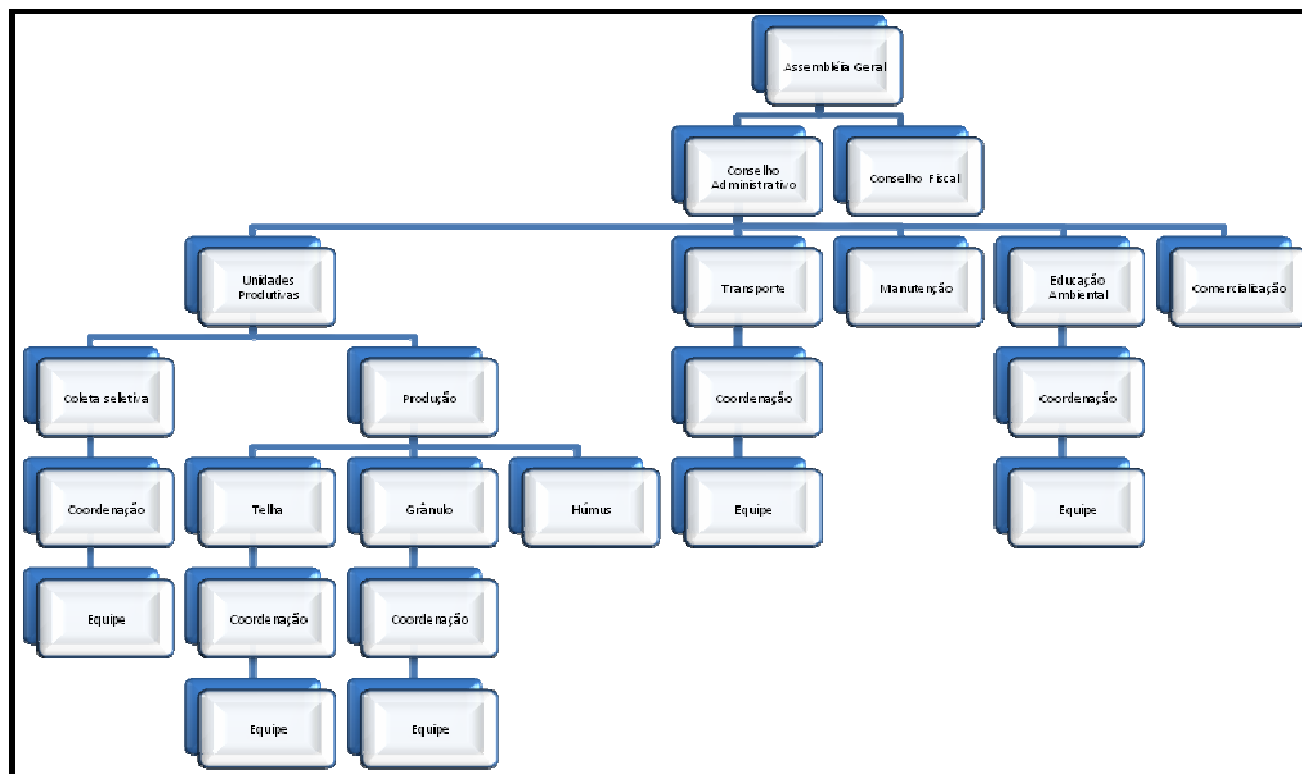 Assembléia Geral
Conselho
Administrativo
Conselho Fiscal
Unidades
Produtivas
Transporte
Manutenção
Educação
Ambiental
Comercialização
Coleta seletiva
Produção
Coordenação
Coordenação
Coordenação
Telha
Grânulo
Húmus
Equipe
Equipe
Equipe
Coordenação
Coordenação
Equipe
Equipe